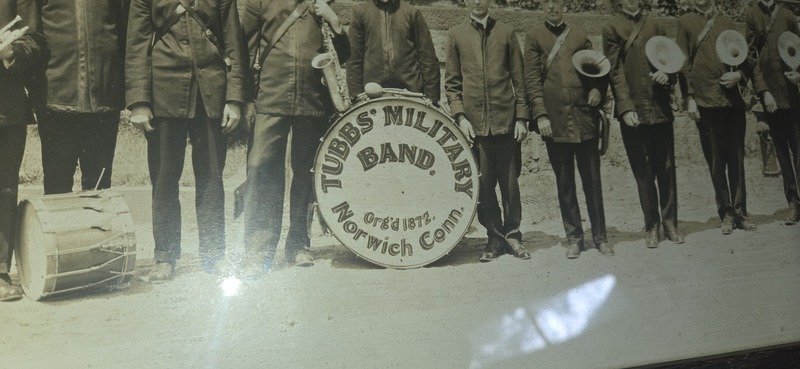 TUBBS' MILITARY
BAND.
Org'd 1872.
Norwich Conn.